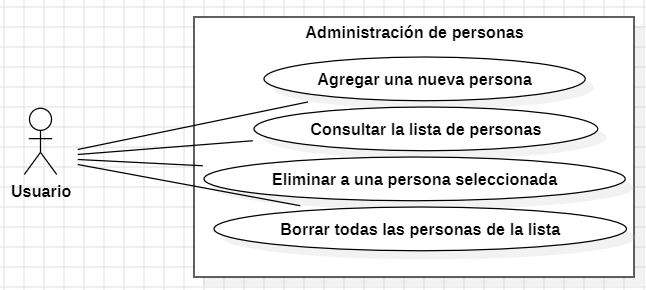 Administración de personas
Agregar una nueva persona
Consultar la lista de personas
Eliminar a una persona seleccionada
Borrar todas las personas de la lista
Usuario